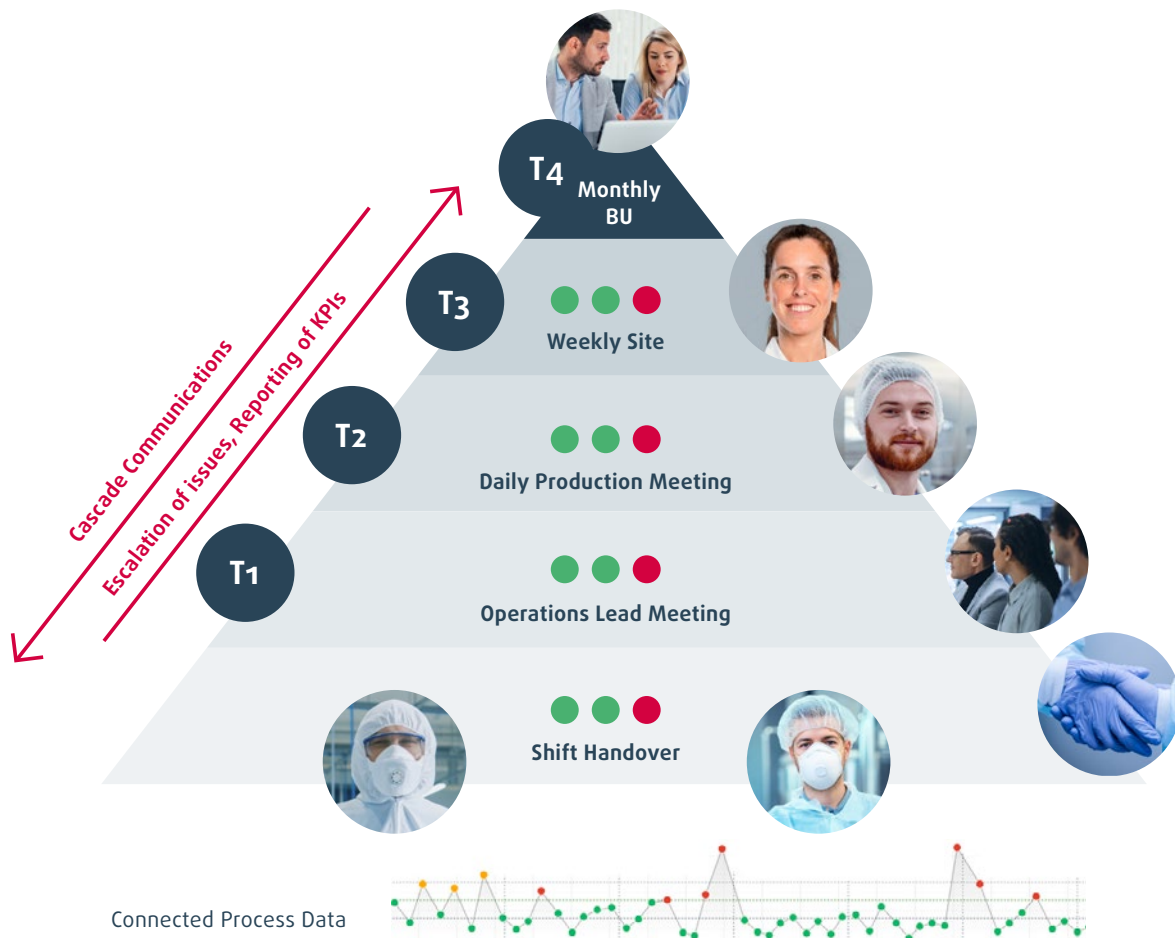 T4
Monthly
BU
T3
Weekly Site
T2
Daily Production Meeting
T1
Operations Lead Meeting
Shift Handover
Cascade Communications
Escalation of issues, Reporting of KPIs
Connected Process Data